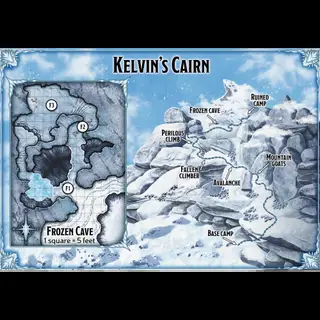 KELVIN'S CAIRN
F3
F2
F1
FROZEN CAVE
1 square = 5 feet
FROZEN CAVE
RUINED
CAMP
PERILOUS
CLIMB
FALLEN
CLIMBER
AVALANCHE
MOUNTAIN
GOATS
BASE CAMP